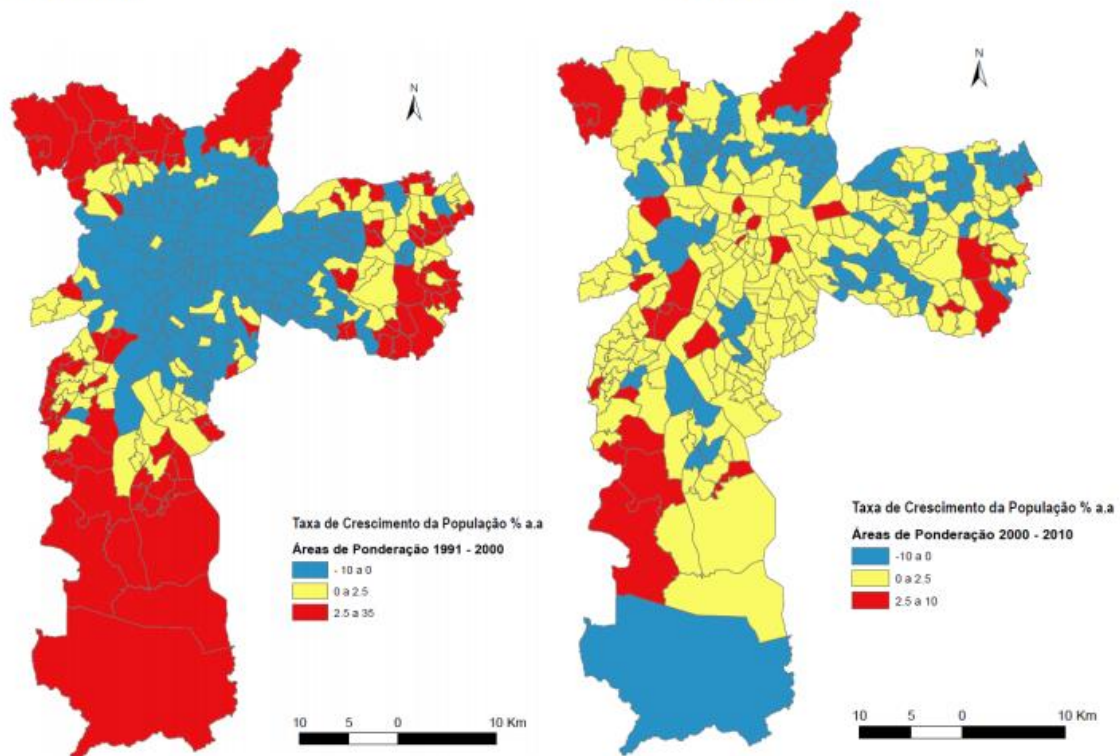 N
Taxa de Crescimento da População % a.a
Áreas de Ponderação 1991 - 2000
- 10 a 0
0 a 2.5
2.5 a 35
10 5 0 10 Km
N
Taxa de Crescimento da População % a.a
Áreas de Ponderação 2000 - 2010
-10 a 0
0 a 2.5
2.5 a 10
10 5 0 10 Km